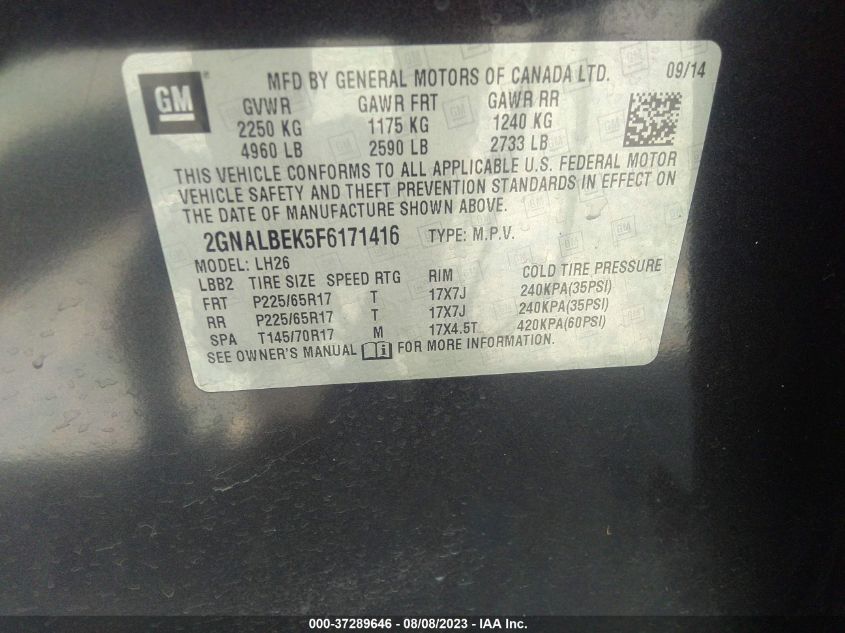 GM
MFD BY GENERAL MOTORS OF CANADA LTD. 09/14
GVWR GAWR FRT GAWR RR
2250 KG 1175 KG 1240 KG
4960 LB 2590 LB 2733 LB
THIS VEHICLE CONFORMS TO ALL APPLICABLE U.S. FEDERAL MOTOR
VEHICLE SAFETY AND THEFT PREVENTION STANDARDS IN EFFECT ON
THE DATE OF MANUFACTURE SHOWN ABOVE.
2GNALBEK5F6171416 TYPE: M.P.V.
MODEL: LH26
LBB2 TIRE SIZE SPEED RTG RIM COLD TIRE PRESSURE
FRT P225/65R17 T 17X7J 240KPA(35PSI)
RR P225/65R17 T 17X7J 240KPA(35PSI)
SPA T145/70R17 M 17X4.5T 420KPA(60PSI)
SEE OWNER'S MANUAL i FOR MORE INFORMATION.
000-37289646 - 08/08/2023 - IAA Inc.